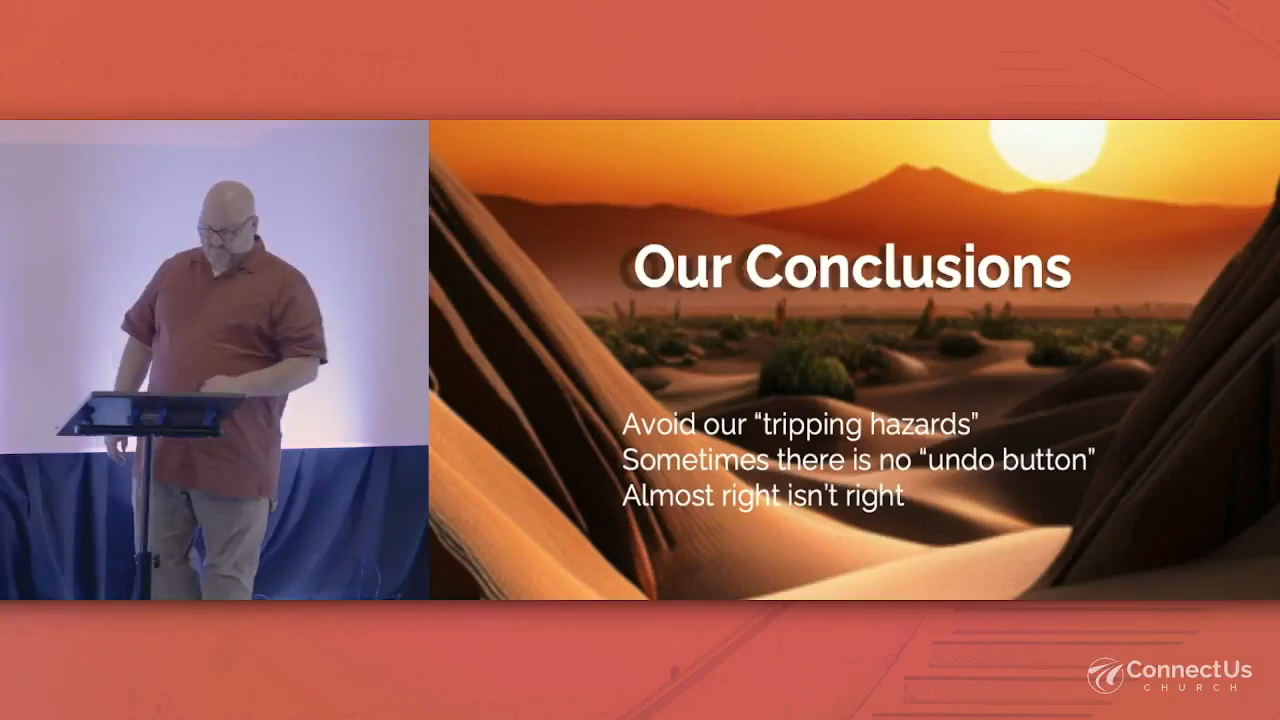 Our Conclusions
Avoid our “tripping hazards”
Sometimes there is no “undo button”
Almost right isn’t right
ConnectUs
CHURCH